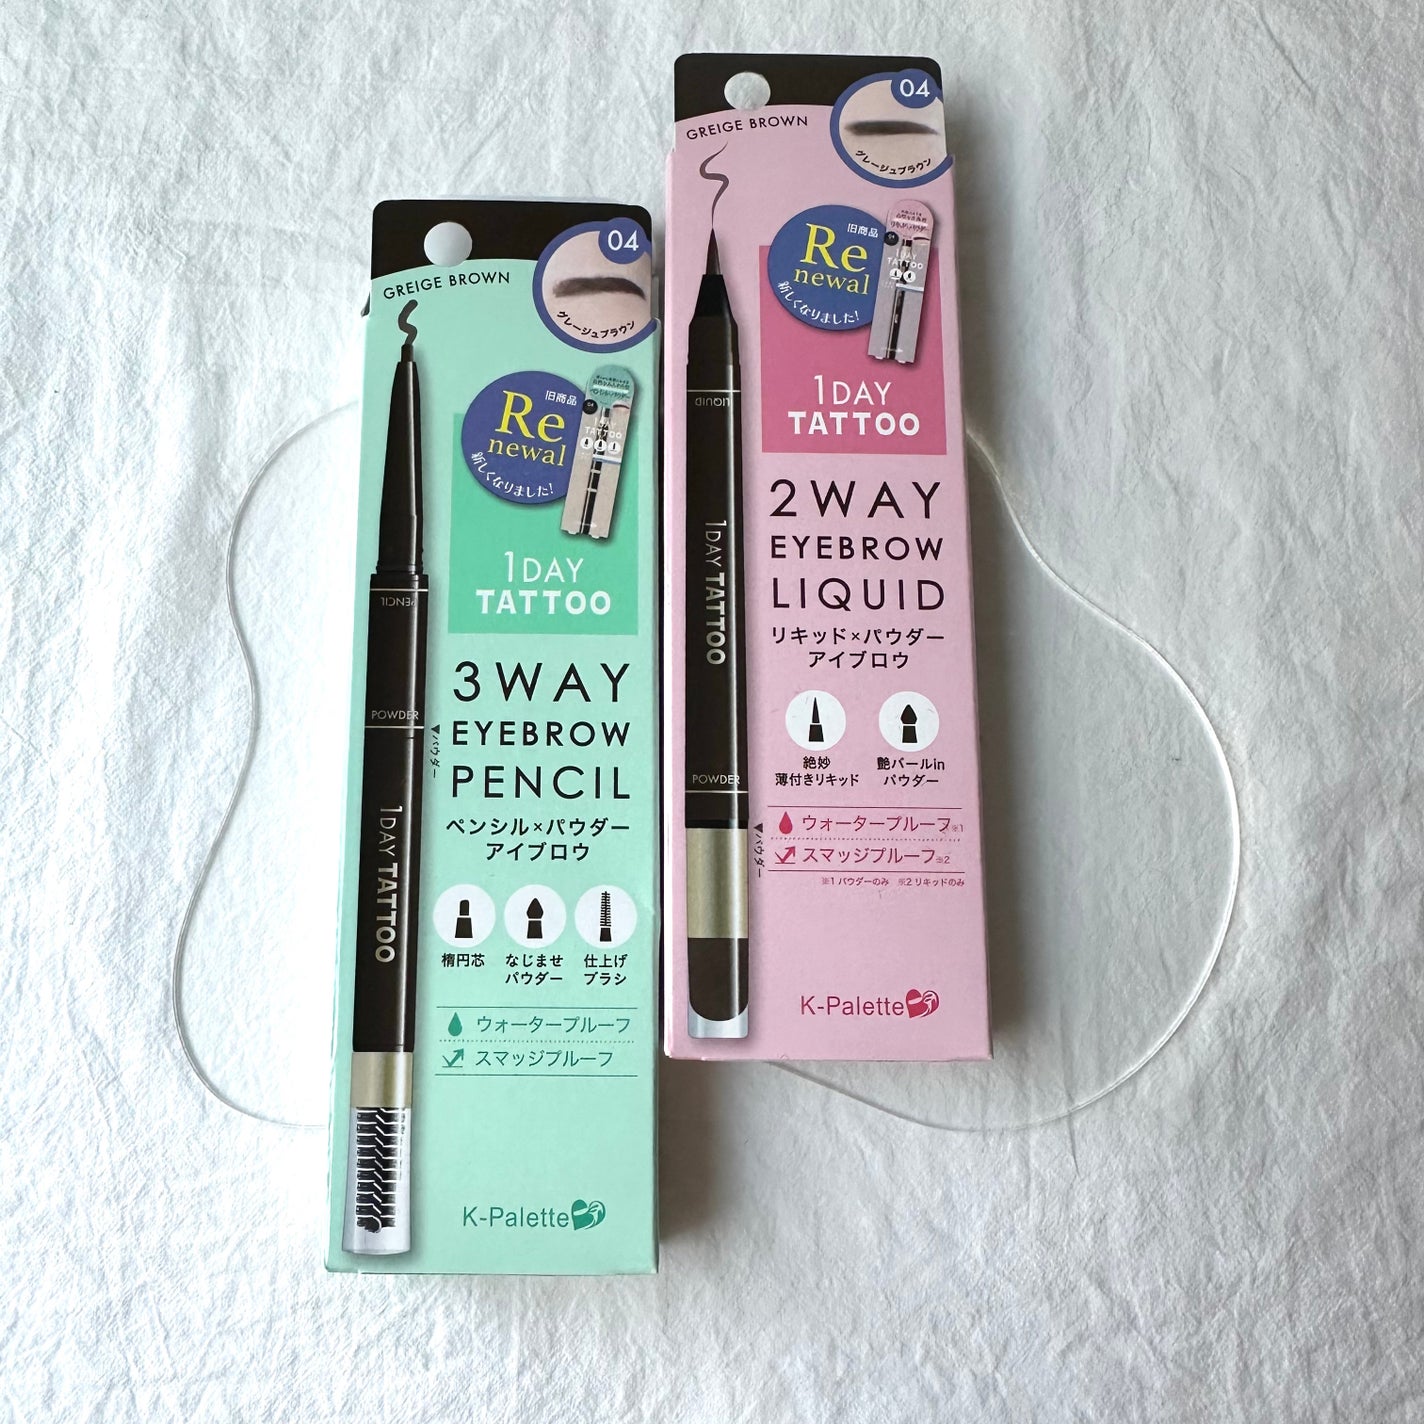 04
GREIGE BROWN
グレージュブラウン
旧商品
Re
newal
新しくなりました!
1DAY
TATTOO
3WAY
EYEBROW
PENCIL
ペンシル×パウダー
アイブロウ
楕円芯
なじませ
パウダー
仕上げ
ブラシ
ウォータープルーフ
スマッジプルーフ
K-Palette
PENCIL
POWDER
▼パウダー
1DAY TATTOO
04
GREIGE BROWN
グレージュブラウン
旧商品
Re
newal
新しくなりました!
1DAY
TATTOO
2WAY
EYEBROW
LIQUID
リキッド×パウダー
アイブロウ
絶妙
薄付きリキッド
艶パールin
パウダー
ウォータープルーフ※1
スマッジプルーフ※2
※1 パウダーのみ ※2 リキッドのみ
K-Palette
LIQUID
1DAY TATTOO
POWDER
▼パウダー